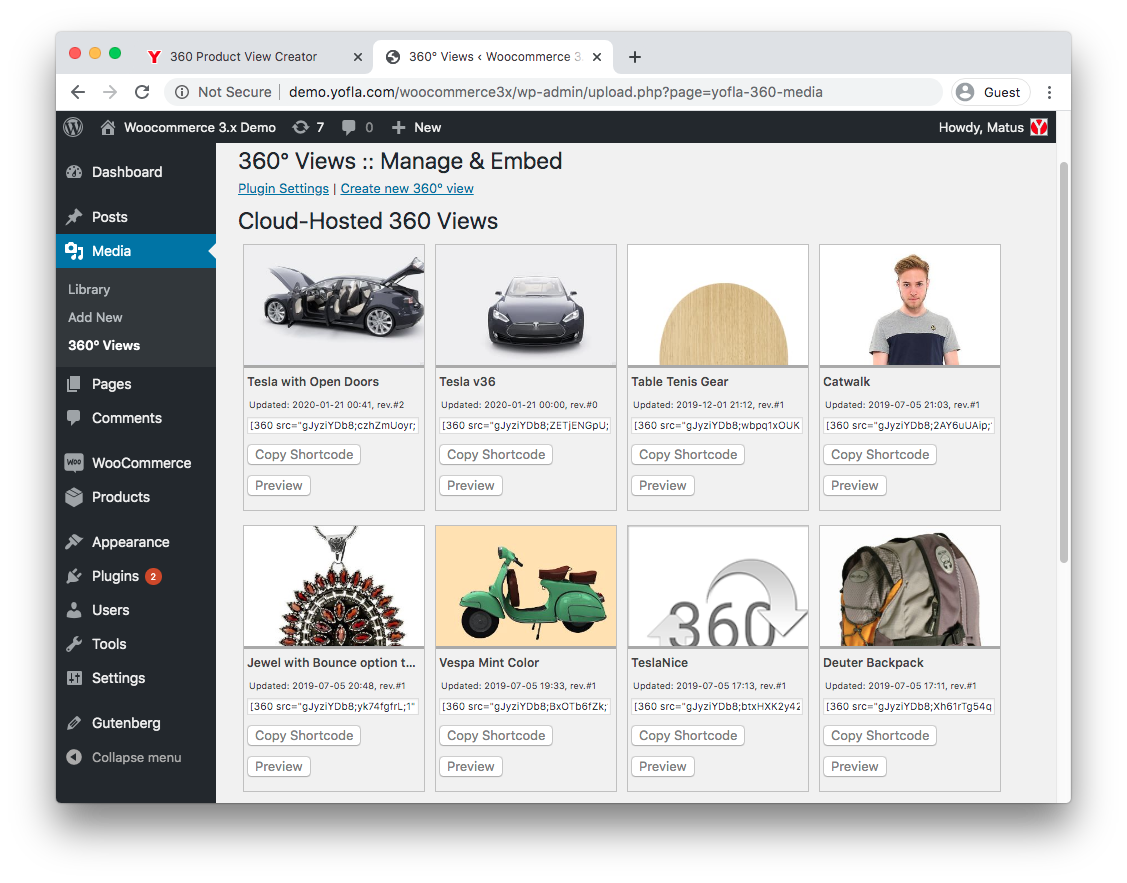 360 Product View Creator
360° Views ‹ Woocommerce 3.
Not Secure
demo.yofla.com/woocommerce3x/wp-admin/upload.php?page=yofla-360-media
Guest
Woocommerce 3.x Demo
7
0
New
Howdy, Matus
Dashboard
Posts
Media
Library
Add New
360° Views
Pages
Comments
WooCommerce
Products
Appearance
Plugins 2
Users
Tools
Settings
Gutenberg
Collapse menu
360° Views :: Manage & Embed
Plugin Settings | Create new 360° view
Cloud-Hosted 360 Views
Tesla with Open Doors
Updated: 2020-01-21 00:41, rev.#2
[360 src="gJyziYDb8;czhZmUoyr;
Copy Shortcode
Preview
Tesla v36
Updated: 2020-01-21 00:00, rev.#0
[360 src="gJyziYDb8;ZETjENGpU;
Copy Shortcode
Preview
Table Tenis Gear
Updated: 2019-12-01 21:12, rev.#1
[360 src="gJyziYDb8;wbpq1xOUK
Copy Shortcode
Preview
Catwalk
Updated: 2019-07-05 21:03, rev.#1
[360 src="gJyziYDb8;2AY6uUAip;
Copy Shortcode
Preview
Jewel with Bounce option t...
Updated: 2019-07-05 20:48, rev.#1
[360 src="gJyziYDb8;yk74fgfrL;1"
Copy Shortcode
Preview
Vespa Mint Color
Updated: 2019-07-05 19:33, rev.#1
[360 src="gJyziYDb8;BxOTb6fZk;
Copy Shortcode
Preview
360
TeslaNice
Updated: 2019-07-05 17:13, rev.#1
[360 src="gJyziYDb8;btxHXK2y42
Copy Shortcode
Preview
Deuter Backpack
Updated: 2019-07-05 17:11, rev.#1
[360 src="gJyziYDb8;Xh61rTg54q
Copy Shortcode
Preview